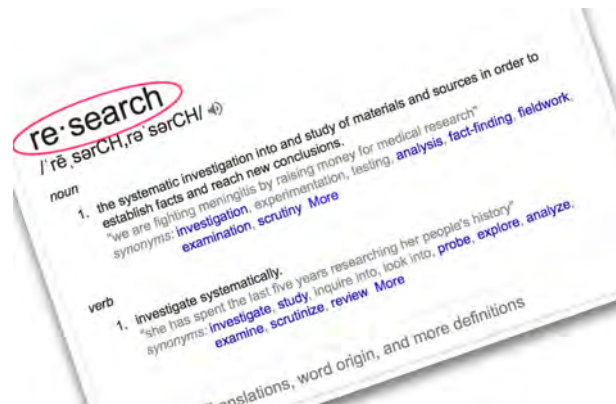 re·search
/ˈrēˌsərCH,rəˈsərCH/
noun
1. the systematic investigation into and study of materials and sources in order to
establish facts and reach new conclusions.
"we are fighting meningitis by raising money for medical research"
synonyms: investigation, experimentation, testing, analysis, fact-finding, fieldwork,
examination, scrutiny More
verb
1. investigate systematically.
"she has spent the last five years researching her people's history"
synonyms: investigate, study, inquire into, look into, probe, explore, analyze,
examine, scrutinize, review More
word origin, and more definitions